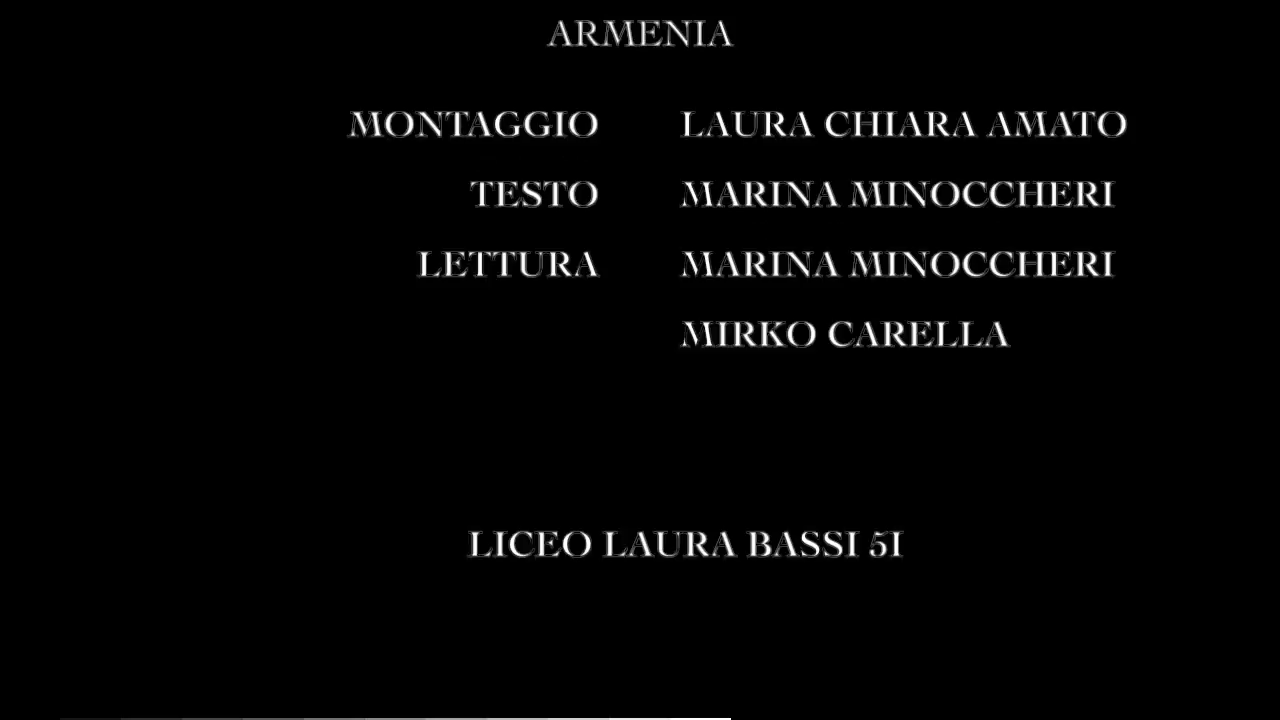 ARMENIA
MONTAGGIO LAURA CHIARA AMATO
TESTO MARINA MINOCCHERI
LETTURA MARINA MINOCCHERI
MIRKO CARELLA
LICEO LAURA BASSI 5I